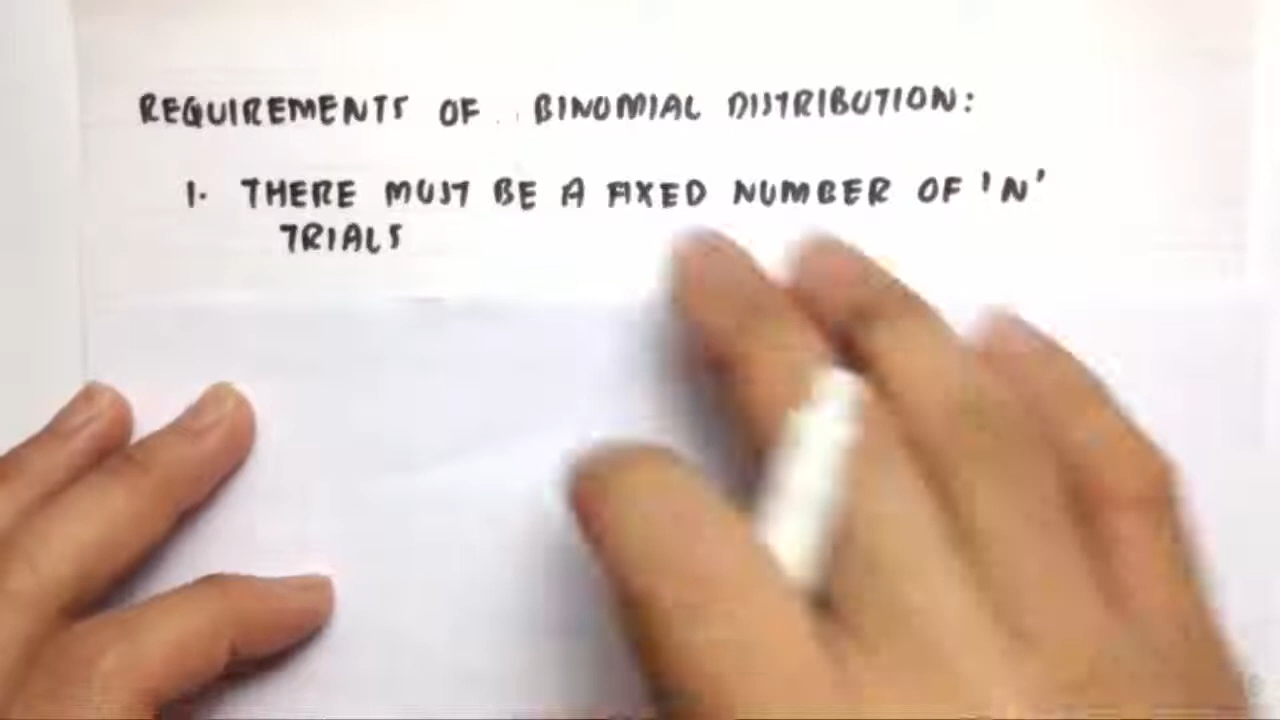 REQUIREMENTS OF BINOMIAL DISTRIBUTION:
1. THERE MUST BE A FIXED NUMBER OF 'N'
TRIALS